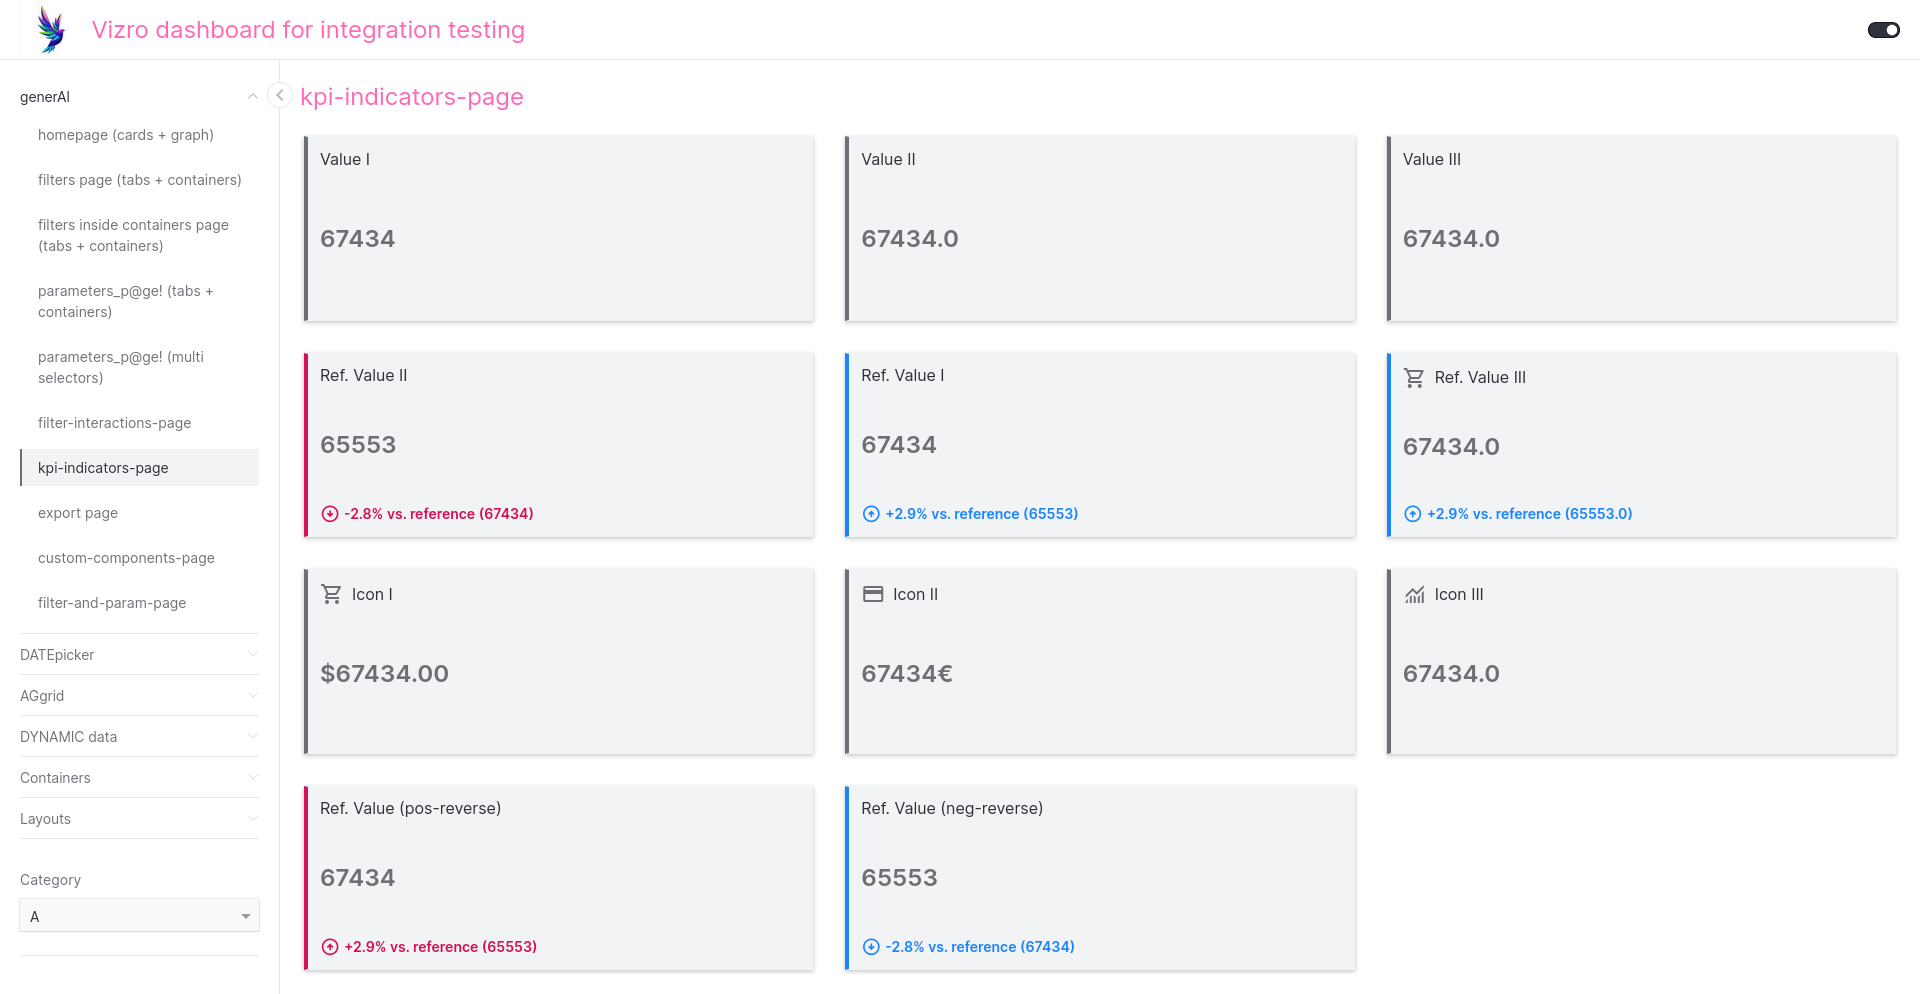 Vizro dashboard for integration testing
generAI
homepage (cards + graph)
filters page (tabs + containers)
filters inside containers page
(tabs + containers)
parameters_p@ge! (tabs +
containers)
parameters_p@ge! (multi
selectors)
filter-interactions-page
kpi-indicators-page
export page
custom-components-page
filter-and-param-page
DATEpicker
AGgrid
DYNAMIC data
Containers
Layouts
Category
A
kpi-indicators-page
Value I
67434
Value II
67434.0
Value III
67434.0
Ref. Value II
65553
-2.8% vs. reference (67434)
Ref. Value I
67434
+2.9% vs. reference (65553)
Ref. Value III
67434.0
+2.9% vs. reference (65553.0)
Icon I
$67434.00
Icon II
67434€
Icon III
67434.0
Ref. Value (pos-reverse)
67434
+2.9% vs. reference (65553)
Ref. Value (neg-reverse)
65553
-2.8% vs. reference (67434)